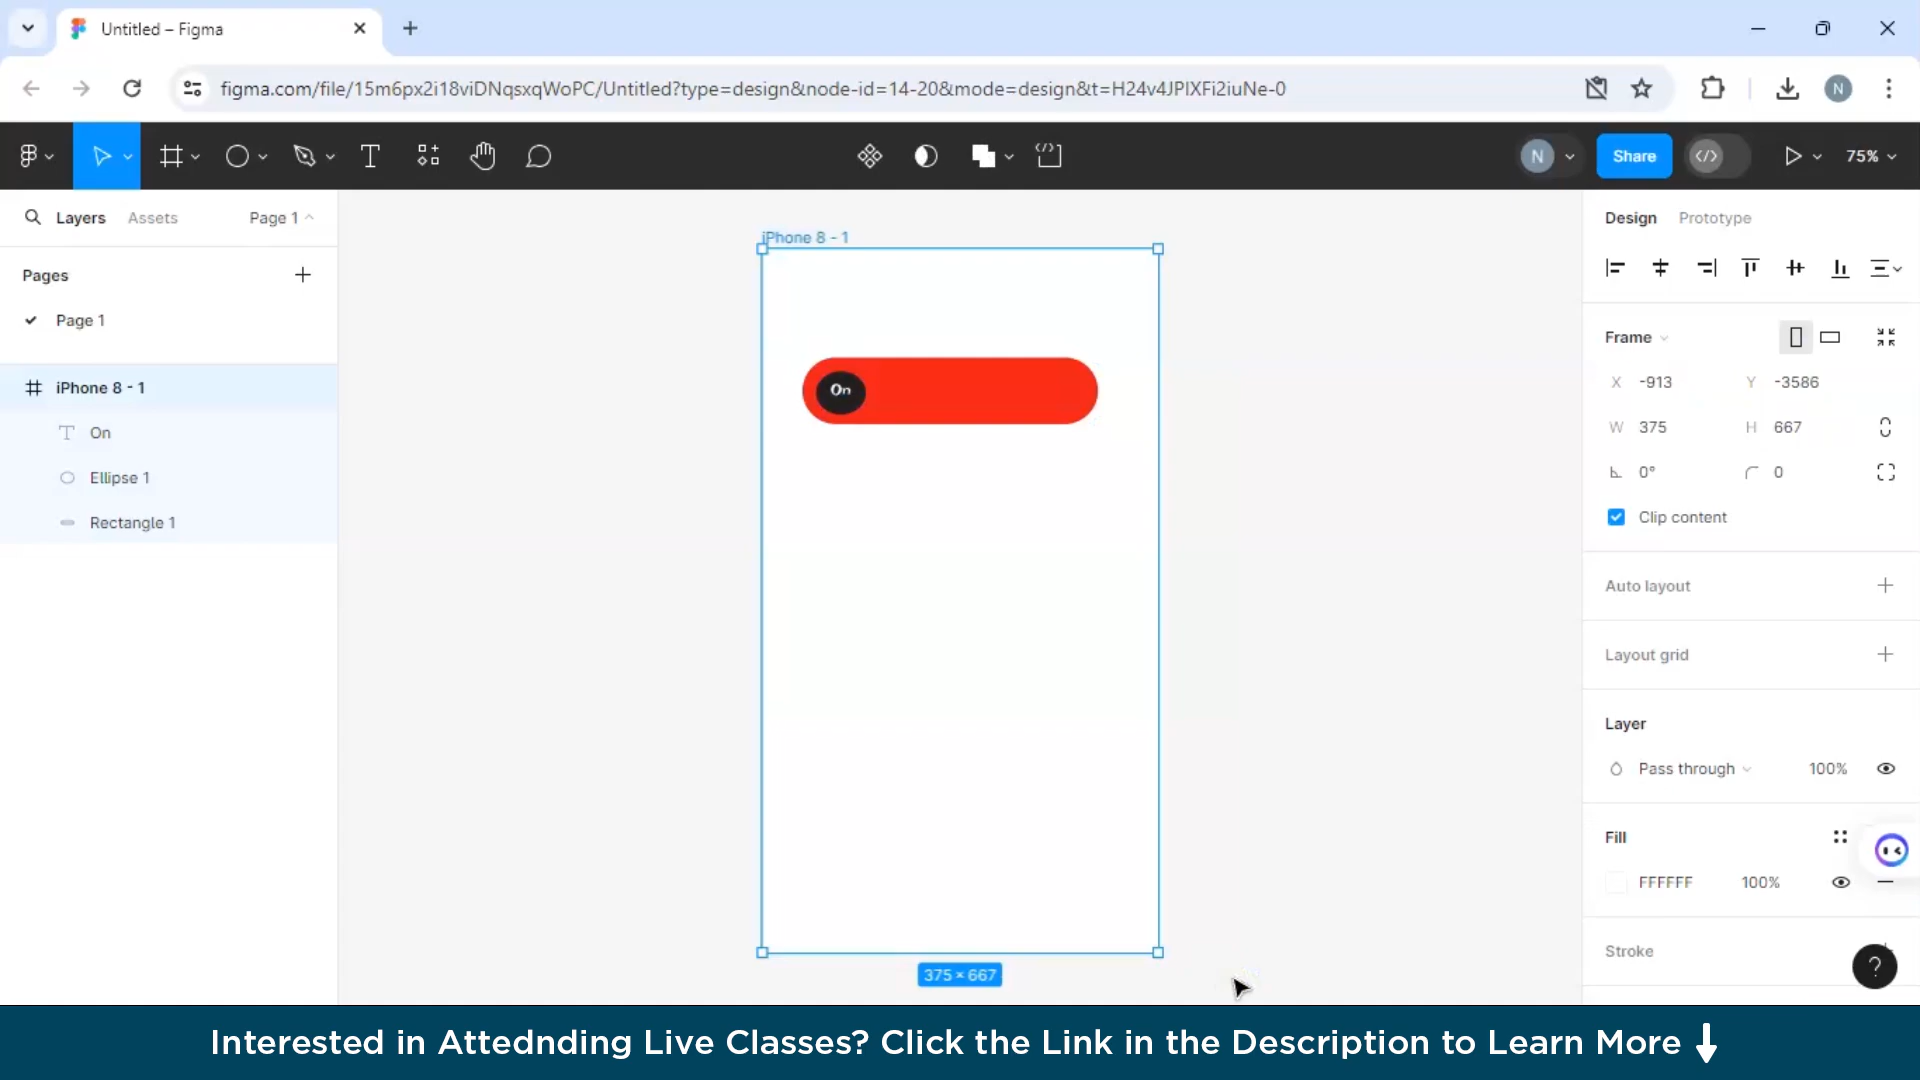 Untitled – Figma
figma.com/file/15m6px2i18viDNqsxqWoPC/Untitled?type=design&node-id=14-20&mode=design&t=H24v4JPIXFi2iuNe-0
N
N
Share
75%
Layers
Assets
Page 1
Pages
Page 1
iPhone 8 - 1
On
Ellipse 1
Rectangle 1
iPhone 8 - 1
On
375 × 667
Design
Prototype
Frame
X -913
Y -3586
W 375
H 667
0°
0
Clip content
Auto layout
Layout grid
Layer
Pass through
100%
Fill
FFFFFF
100%
Stroke
?
Interested in Attednding Live Classes? Click the Link in the Description to Learn More